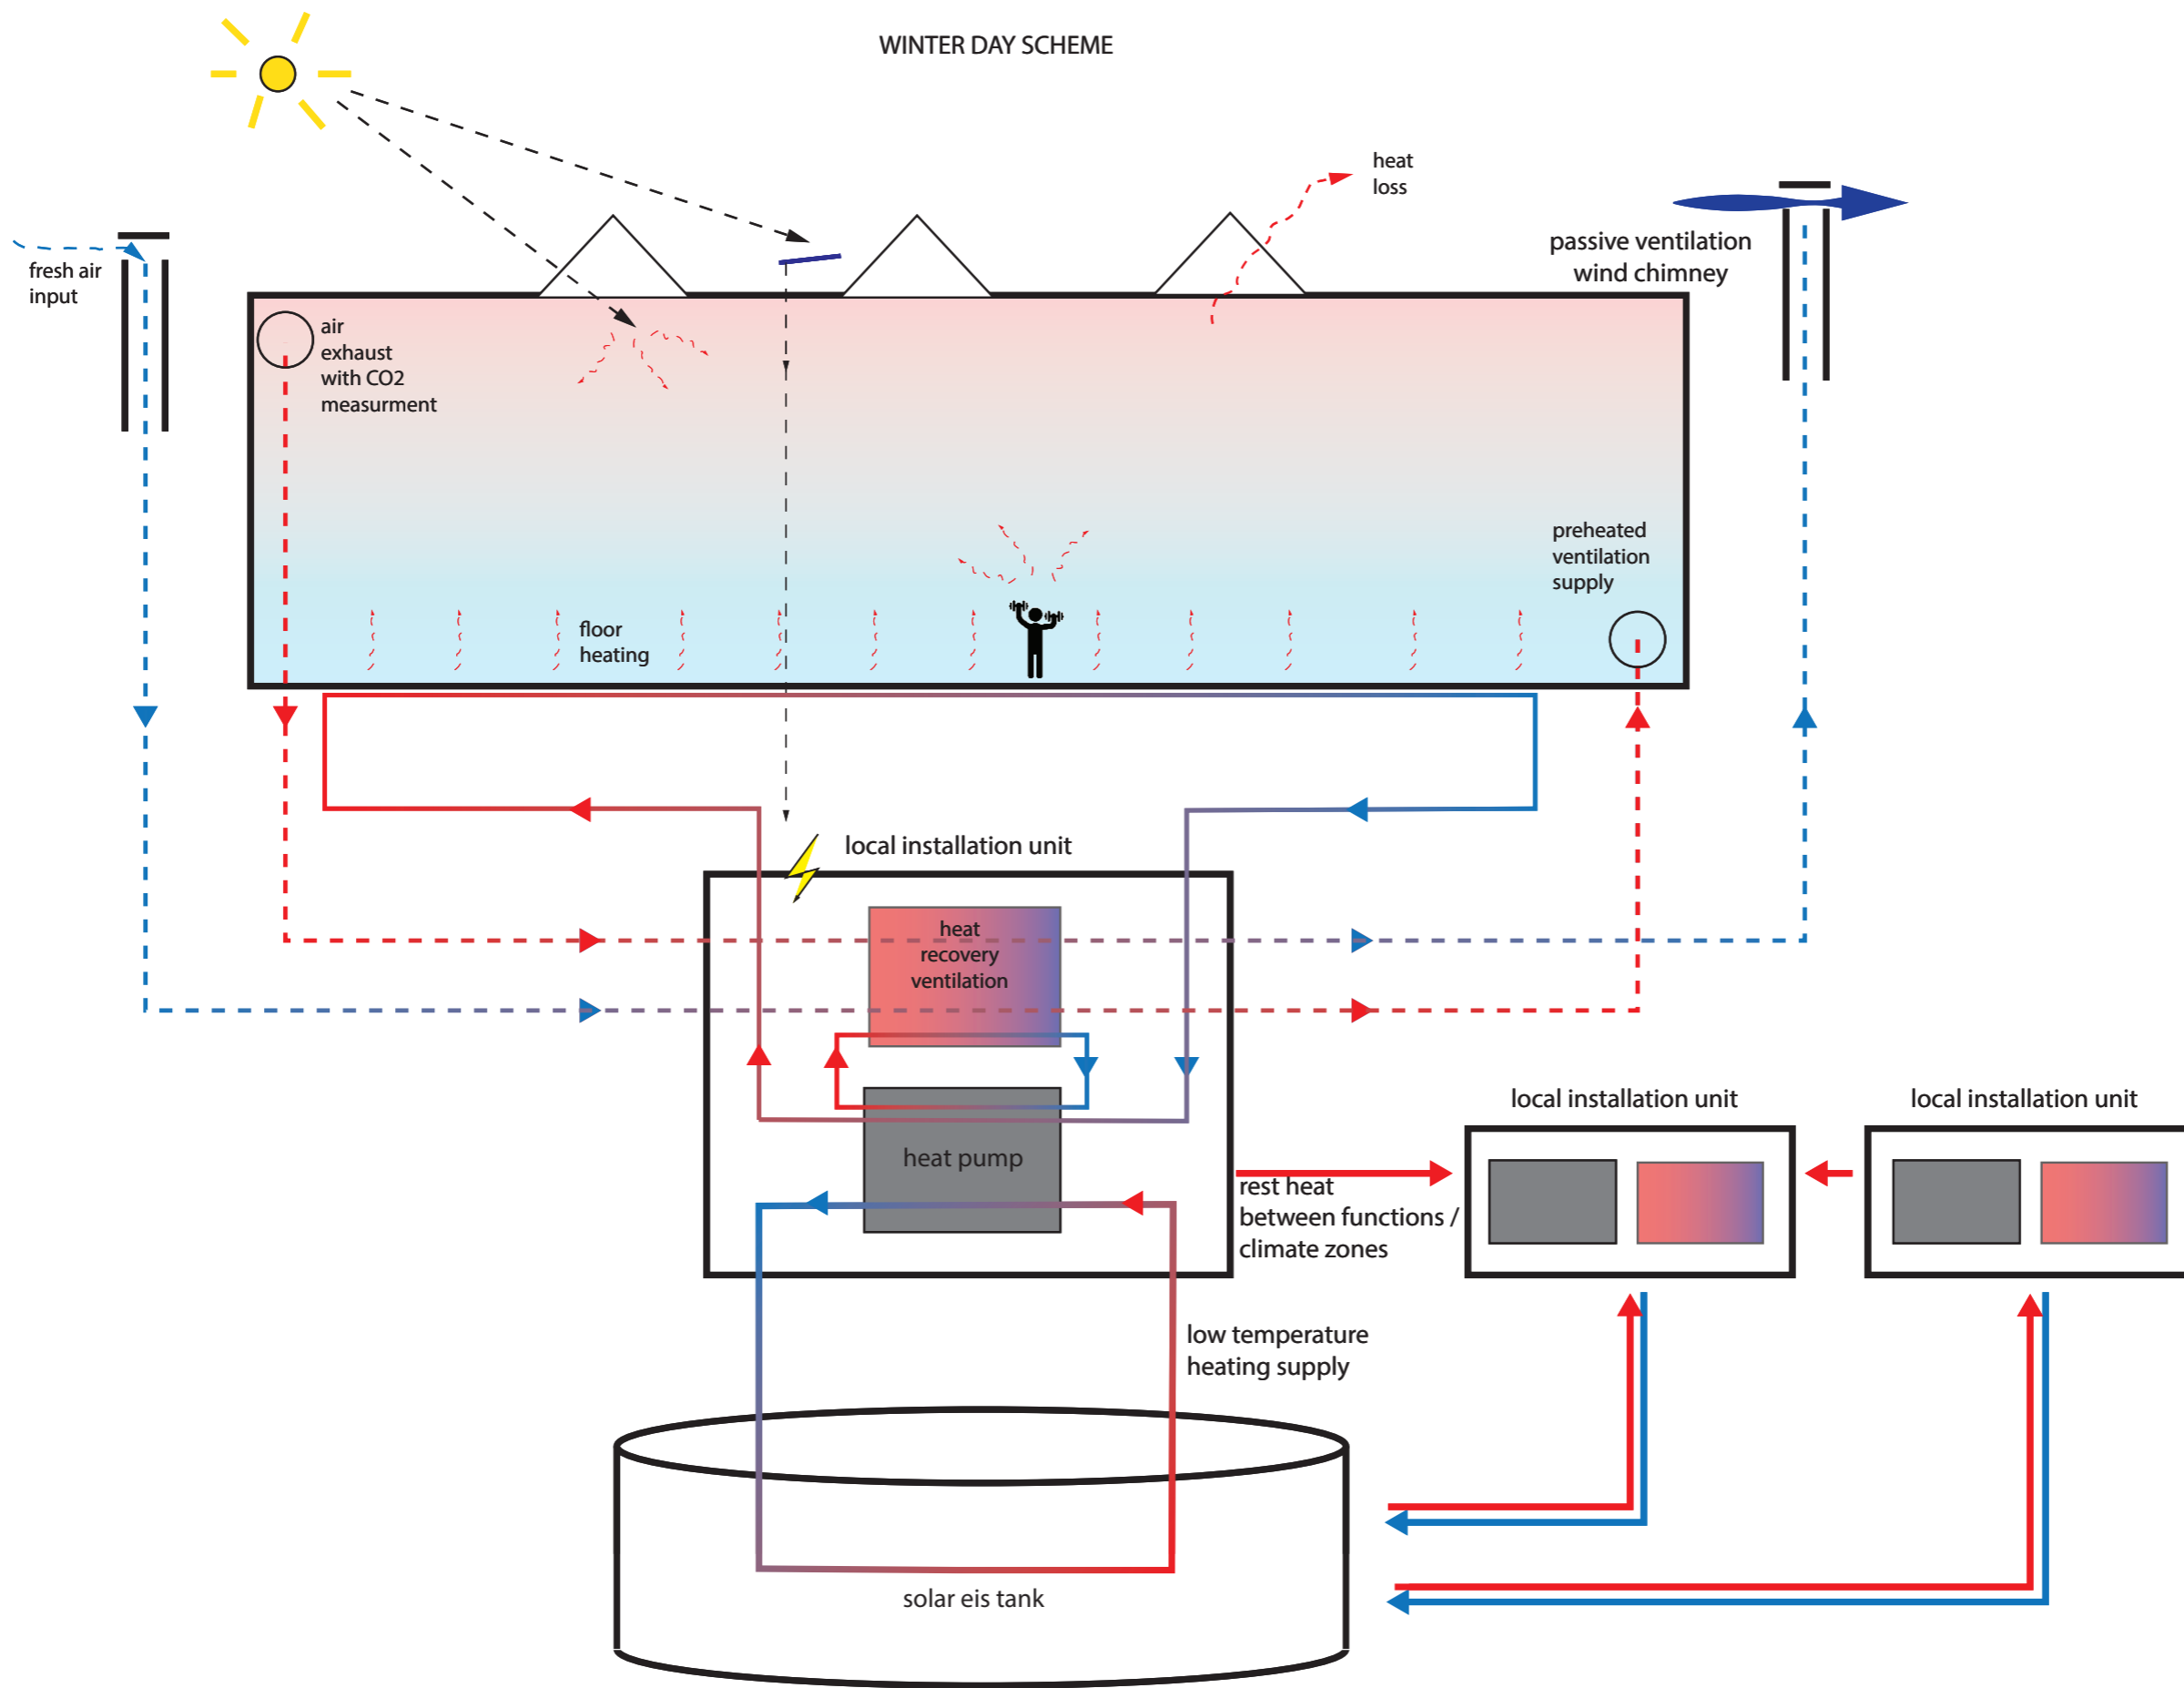 WINTER DAY SCHEME
heat
loss
fresh air
input
passive ventilation
wind chimney
air
exhaust
with CO2
measurment
preheated
ventilation
supply
floor
heating
local installation unit
heat
recovery
ventilation
heat pump
local installation unit
local installation unit
rest heat
between functions /
climate zones
low temperature
heating supply
solar eis tank